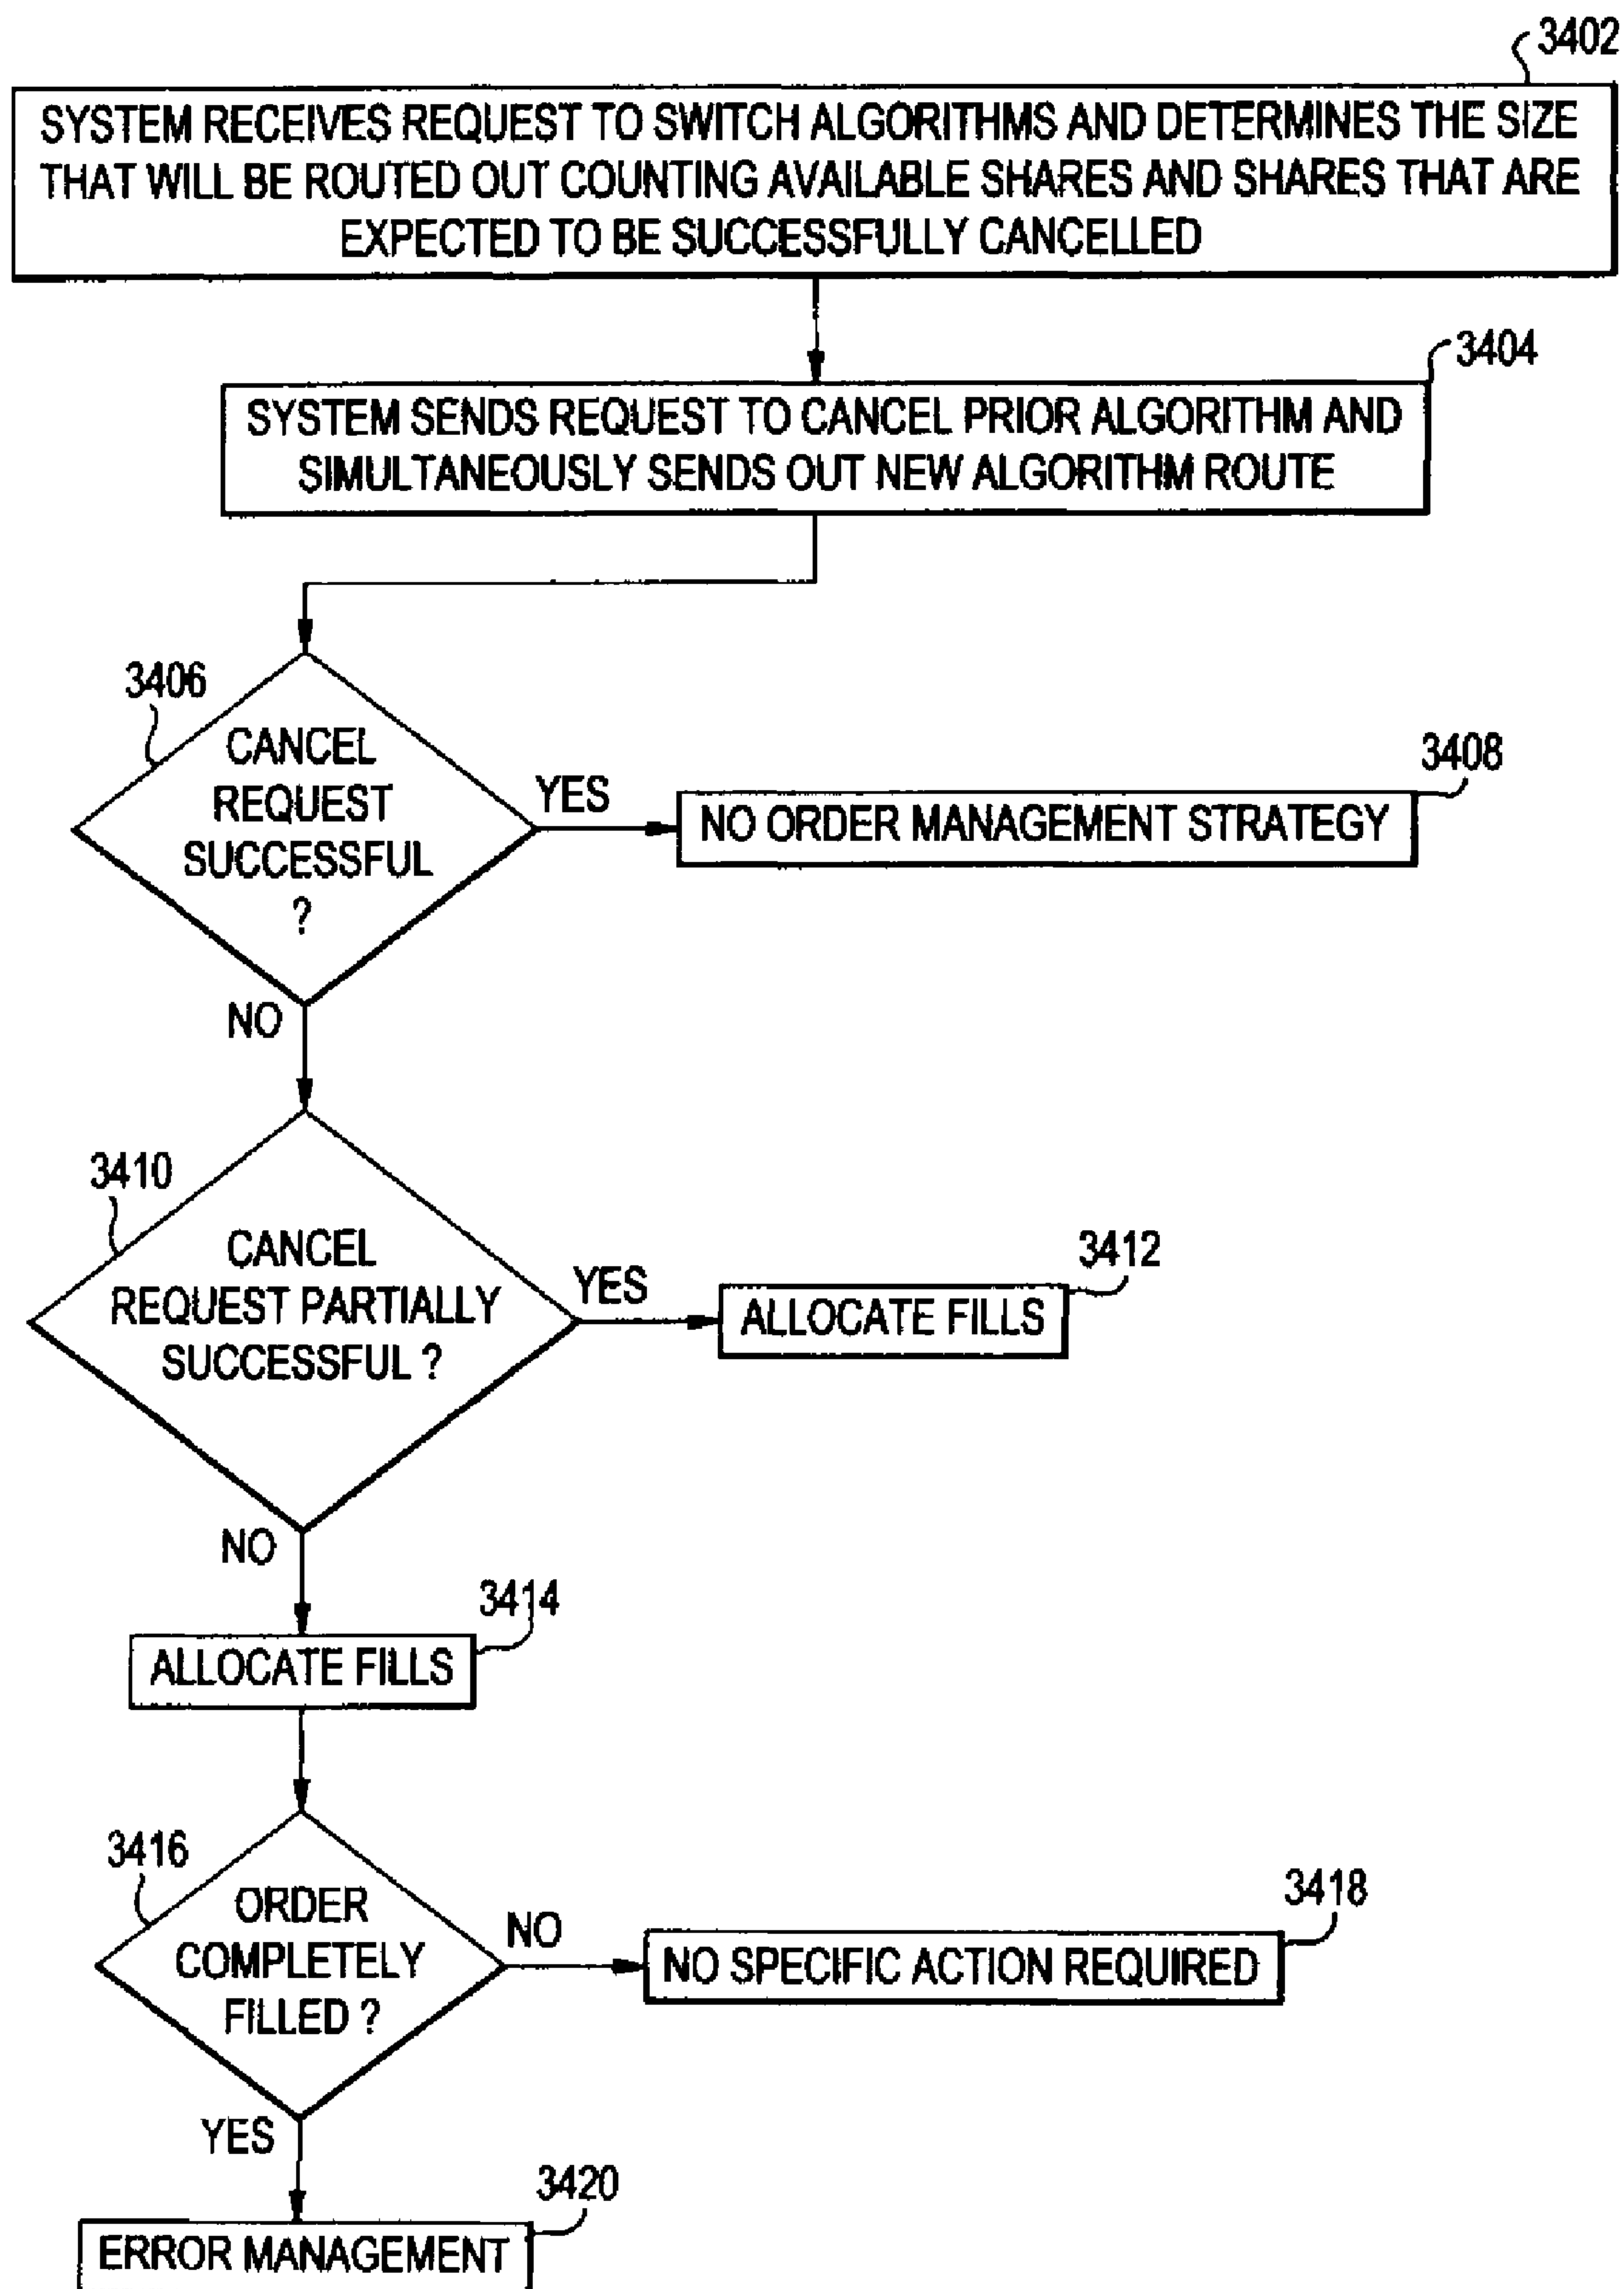 3402
SYSTEM RECEIVES REQUEST TO SWITCH ALGORITHMS AND DETERMINES THE SIZE
THAT WILL BE ROUTED OUT COUNTING AVAILABLE SHARES AND SHARES THAT ARE
EXPECTED TO BE SUCCESSFULLY CANCELLED
3404
SYSTEM SENDS REQUEST TO CANCEL PRIOR ALGORITHM AND
SIMULTANEOUSLY SENDS OUT NEW ALGORITHM ROUTE
3406
CANCEL
REQUEST
SUCCESSFUL
?
YES
3408
NO ORDER MANAGEMENT STRATEGY
NO
3410
CANCEL
REQUEST PARTIALLY
SUCCESSFUL ?
YES
3412
ALLOCATE FILLS
NO
3414
ALLOCATE FILLS
3416
ORDER
COMPLETELY
FILLED ?
NO
3418
NO SPECIFIC ACTION REQUIRED
YES
3420
ERROR MANAGEMENT